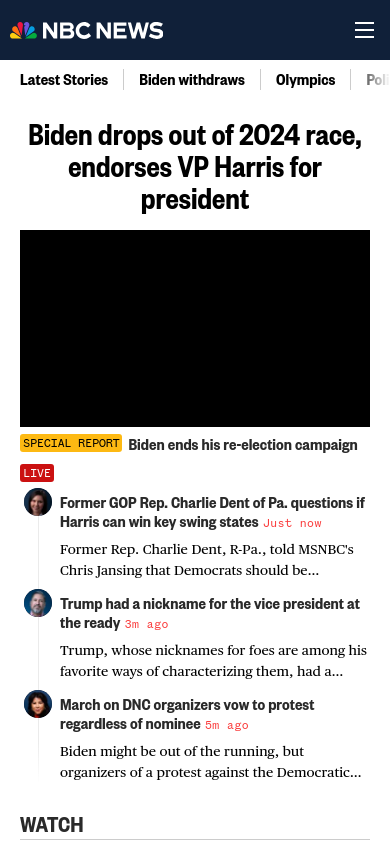 NBC NEWS
Latest Stories
Biden withdraws
Olympics
Biden drops out of 2024 race,
endorses VP Harris for
president
SPECIAL REPORT Biden ends his re-election campaign
LIVE
Former GOP Rep. Charlie Dent of Pa. questions if
Harris can win key swing states Just now
Former Rep. Charlie Dent, R-Pa., told MSNBC's
Chris Jansing that Democrats should be...
Trump had a nickname for the vice president at
the ready 3m ago
Trump, whose nicknames for foes are among his
favorite ways of characterizing them, had a...
March on DNC organizers vow to protest
regardless of nominee 5m ago
Biden might be out of the running, but
organizers of a protest against the Democratic...
WATCH